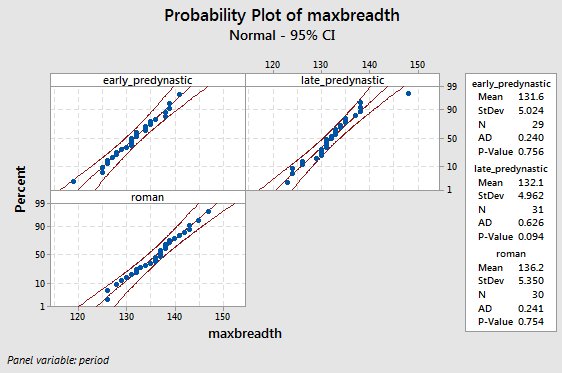 Probability Plot of maxbreadth
Normal - 95% CI
120 130 140 150
early_predynastic late_predynastic
99
90
50
10
1
roman
99
90
50
10
1
120 130 140 150
Percent
maxbreadth
early_predynastic
Mean 131.6
StDev 5.024
N 29
AD 0.240
P-Value 0.756
late_predynastic
Mean 132.1
StDev 4.962
N 31
AD 0.626
P-Value 0.094
roman
Mean 136.2
StDev 5.350
N 30
AD 0.241
P-Value 0.754
Panel variable: period